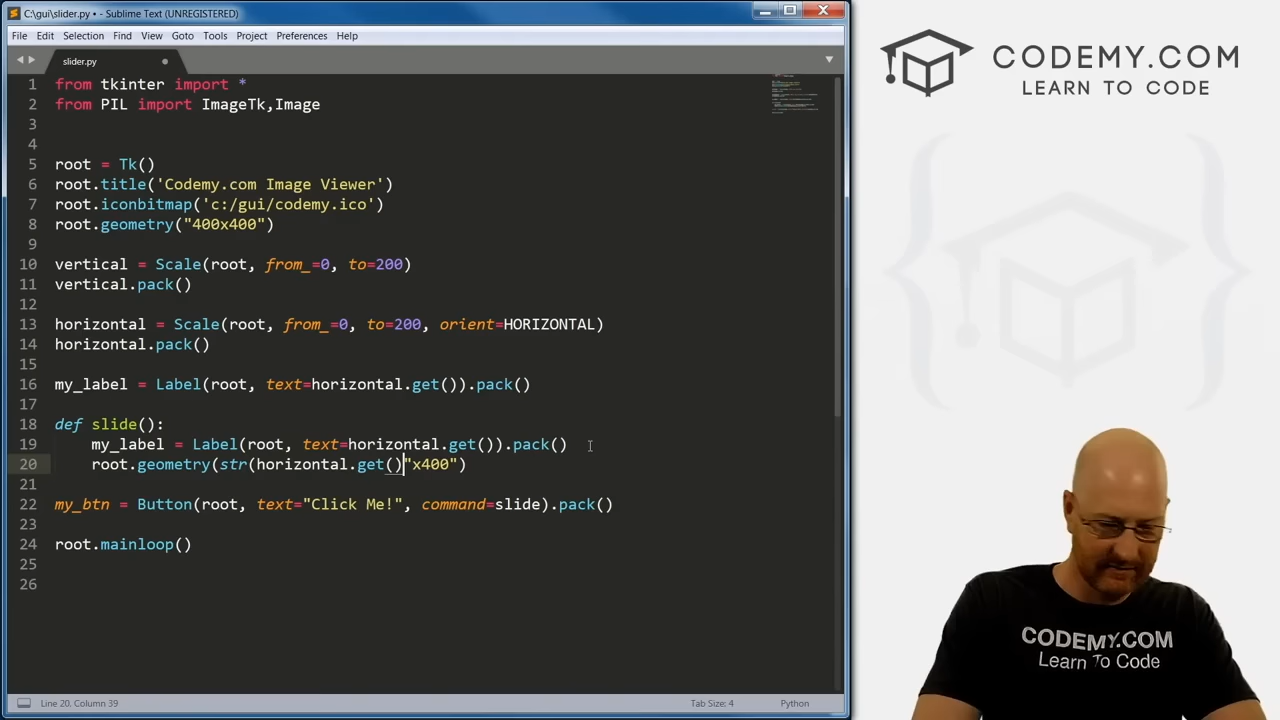 C:\gui\slider.py • - Sublime Text (UNREGISTERED)
File Edit Selection Find View Goto Tools Project Preferences Help
slider.py
1 from tkinter import *
2 from PIL import ImageTk,Image
3
4
5 root = Tk()
6 root.title('Codemy.com Image Viewer')
7 root.iconbitmap('c:/gui/codemy.ico')
8 root.geometry("400x400")
9
10 vertical = Scale(root, from_=0, to=200)
11 vertical.pack()
12
13 horizontal = Scale(root, from_=0, to=200, orient=HORIZONTAL)
14 horizontal.pack()
15
16 my_label = Label(root, text=horizontal.get()).pack()
17
18 def slide():
19 my_label = Label(root, text=horizontal.get()).pack()
20 root.geometry(str(horizontal.get()"x400")
21
22 my_btn = Button(root, text="Click Me!", command=slide).pack()
23
24 root.mainloop()
25
26
Line 20, Column 39
Tab Size: 4
Python
CODEMY.COM
LEARN TO CODE
CODEMY.COM
Learn To Code